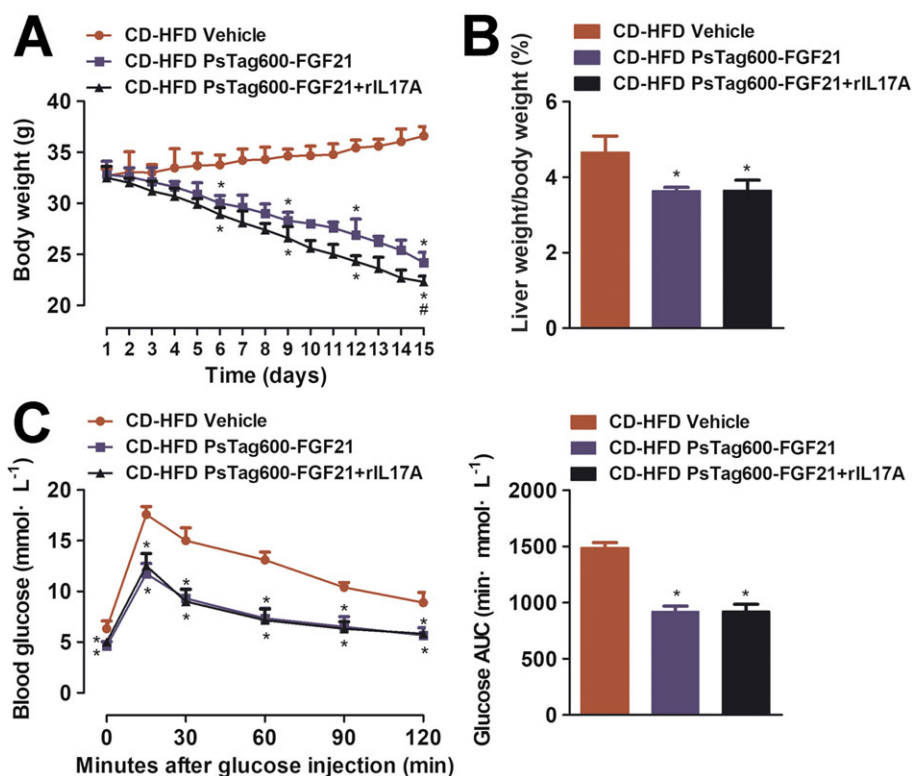 A
CD-HFD Vehicle
CD-HFD PsTag600-FGF21
CD-HFD PsTag600-FGF21+rIL17A
Body weight (g)
40
35
30
25
20
* * * *
* * * *
#
1 2 3 4 5 6 7 8 9 10 11 12 13 14 15
Time (days)
B
CD-HFD Vehicle
CD-HFD PsTag600-FGF21
CD-HFD PsTag600-FGF21+rIL17A
Liver weight/body weight (%)
6
4
2
0
* *
C
CD-HFD Vehicle
CD-HFD PsTag600-FGF21
CD-HFD PsTag600-FGF21+rIL17A
Blood glucose (mmol· L⁻¹)
20
15
10
5
0
* * * * * *
* * * * * *
0 30 60 90 120
Minutes after glucose injection (min)
CD-HFD Vehicle
CD-HFD PsTag600-FGF21
CD-HFD PsTag600-FGF21+rIL17A
Glucose AUC (min· mmol· L⁻¹)
2000
1500
1000
500
0
* *